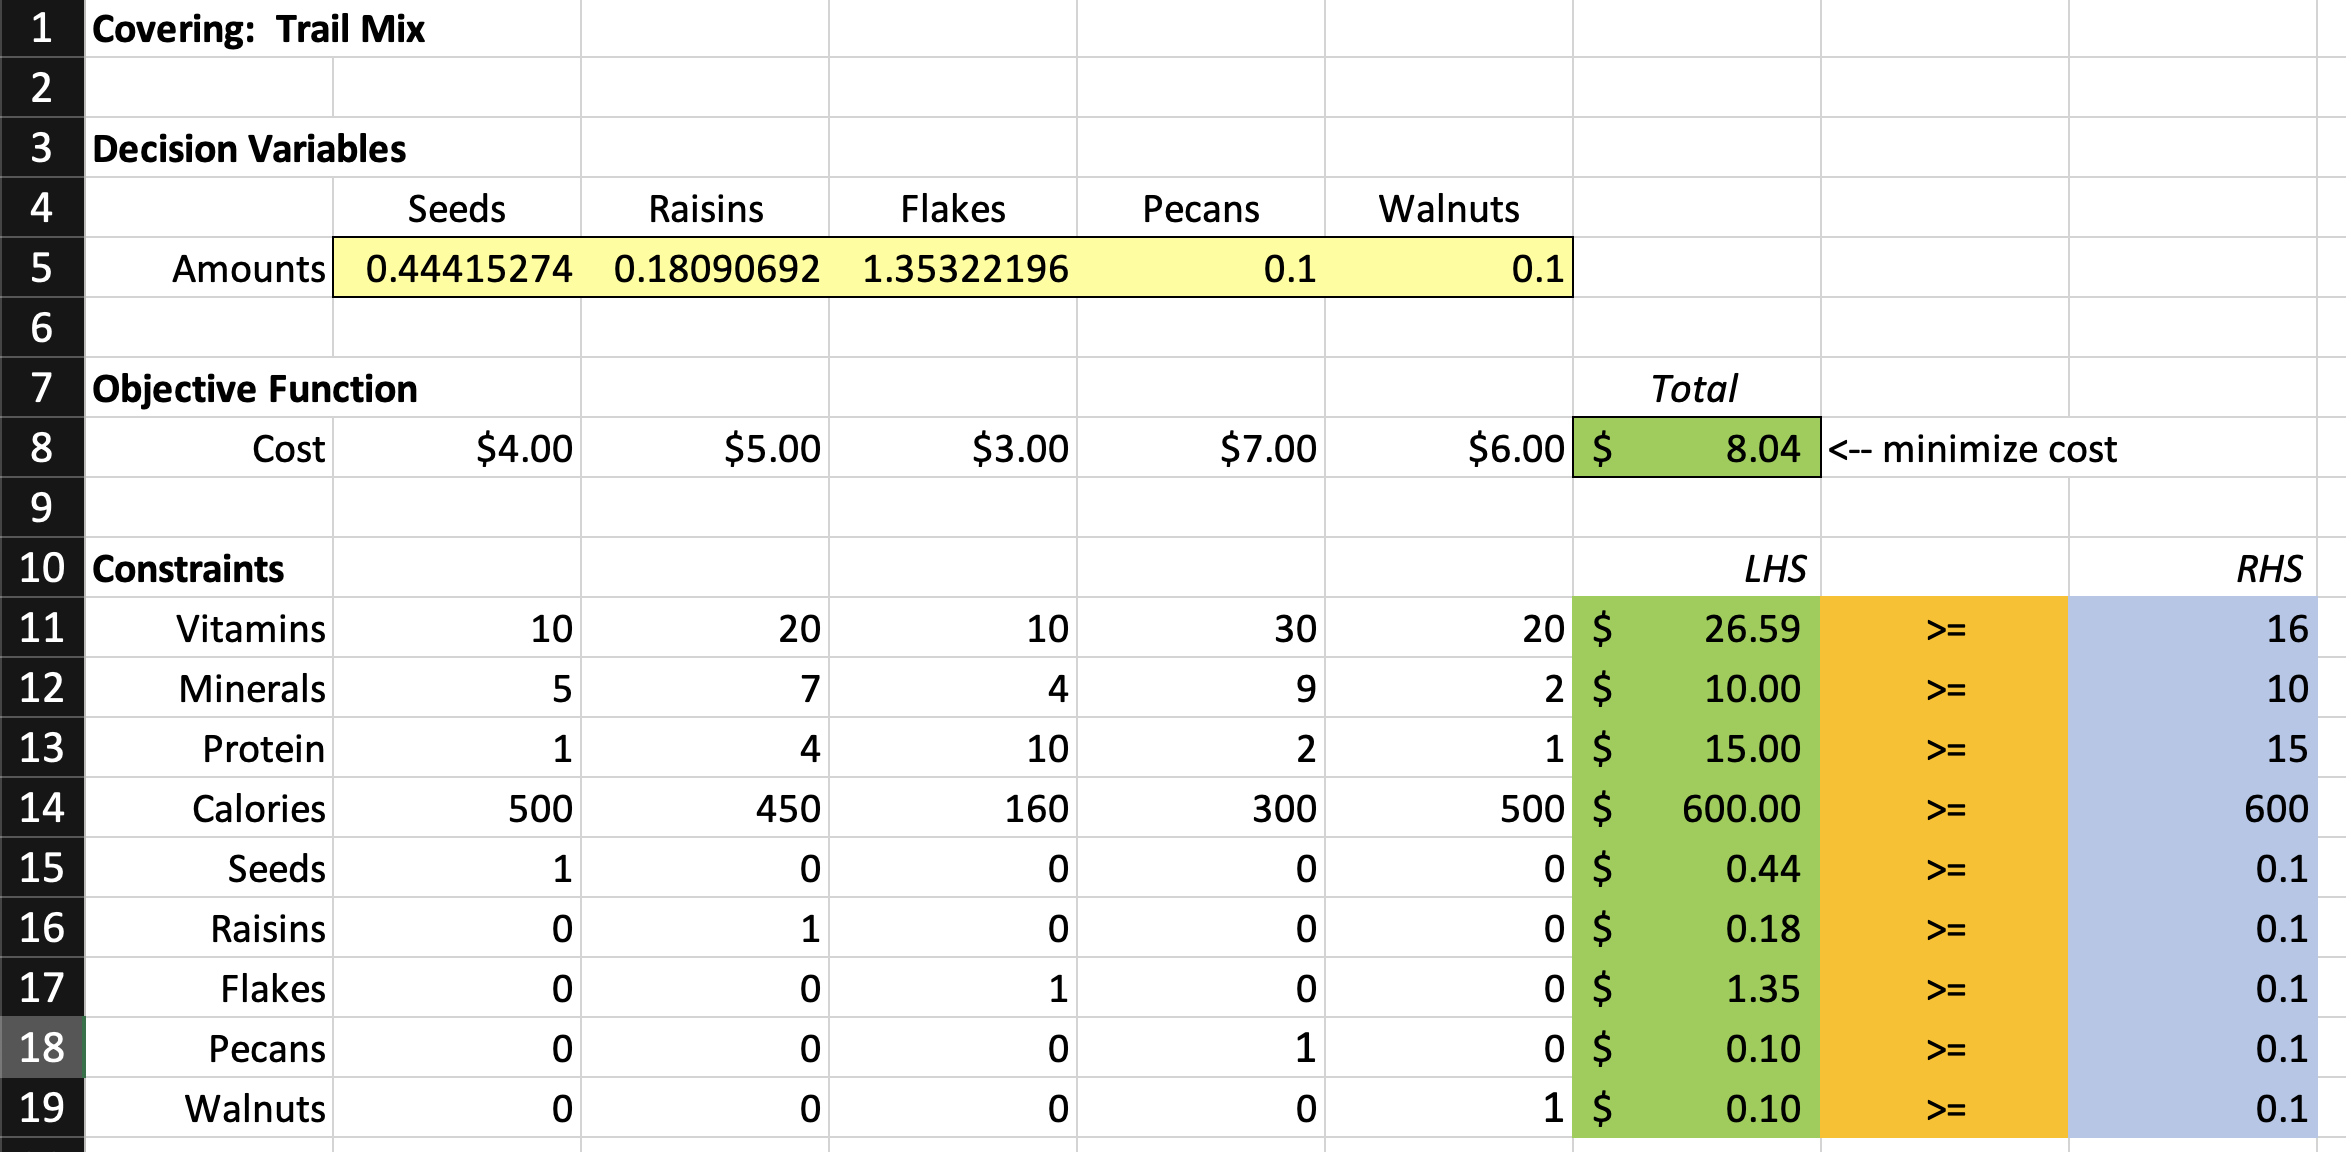 1 Covering: Trail Mix
2
3 Decision Variables
4 Seeds Raisins Flakes Pecans Walnuts
5 Amounts 0.44415274 0.18090692 1.35322196 0.1 0.1
6
7 Objective Function Total
8 Cost $4.00 $5.00 $3.00 $7.00 $6.00 $ 8.04 <-- minimize cost
9
10 Constraints LHS RHS
11 Vitamins 10 20 10 30 20 $ 26.59 >= 16
12 Minerals 5 7 4 9 2 $ 10.00 >= 10
13 Protein 1 4 10 2 1 $ 15.00 >= 15
14 Calories 500 450 160 300 500 $ 600.00 >= 600
15 Seeds 1 0 0 0 0 $ 0.44 >= 0.1
16 Raisins 0 1 0 0 0 $ 0.18 >= 0.1
17 Flakes 0 0 1 0 0 $ 1.35 >= 0.1
18 Pecans 0 0 0 1 0 $ 0.10 >= 0.1
19 Walnuts 0 0 0 0 1 $ 0.10 >= 0.1